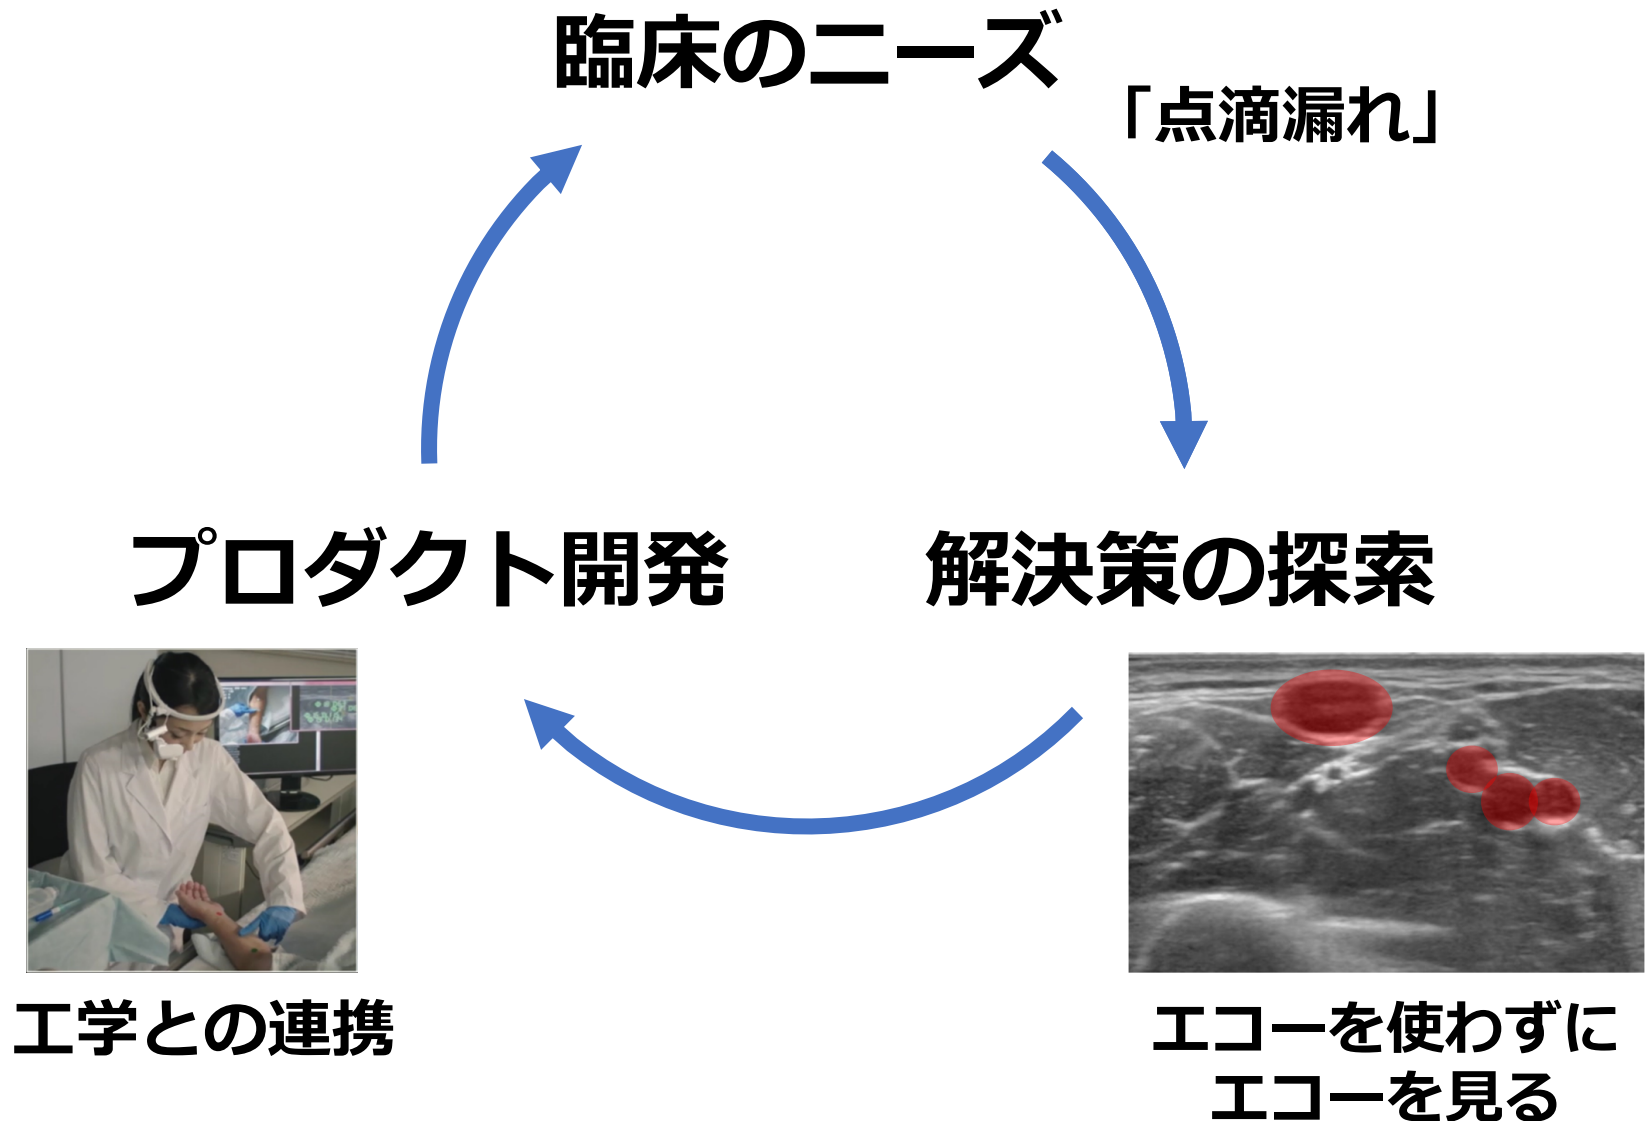 臨床のニーズ
「点滴漏れ」
プロダクト開発
解決策の探索
工学との連携
エコーを使わずに
エコーを見る